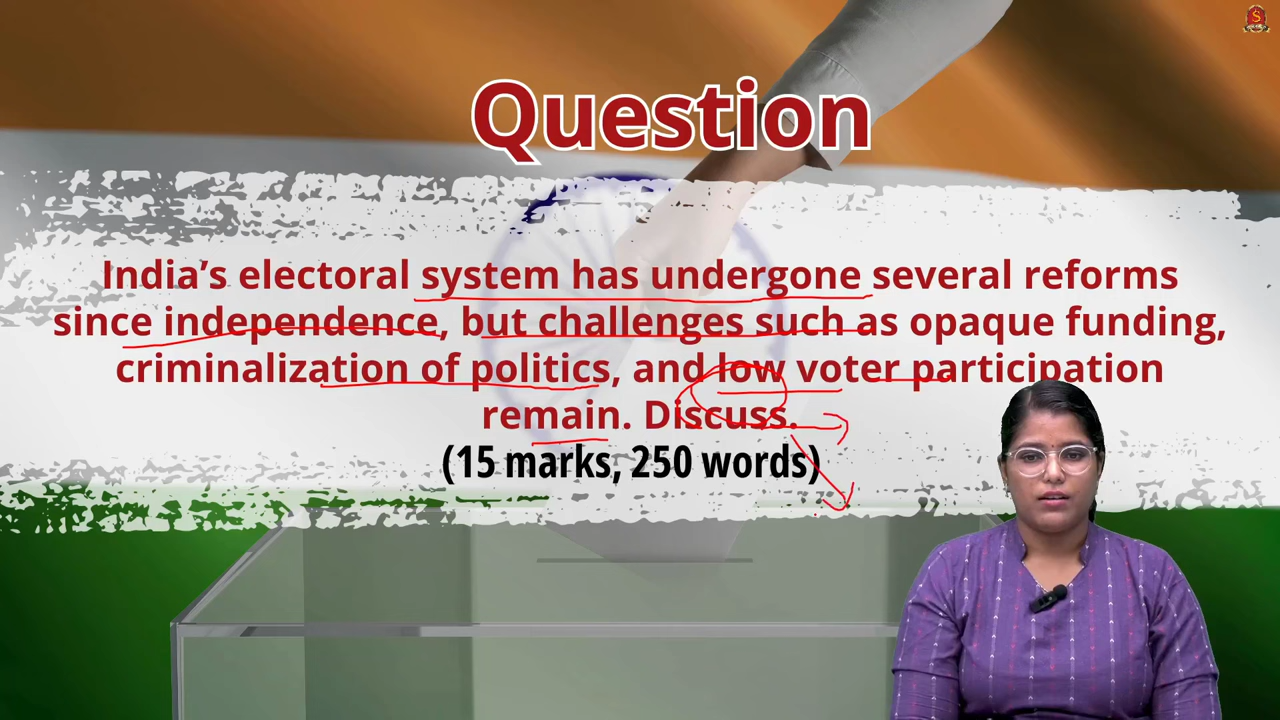 Question
India’s electoral system has undergone several reforms
since independence, but challenges such as opaque funding,
criminalization of politics, and low voter participation
remain. Discuss.
(15 marks, 250 words)